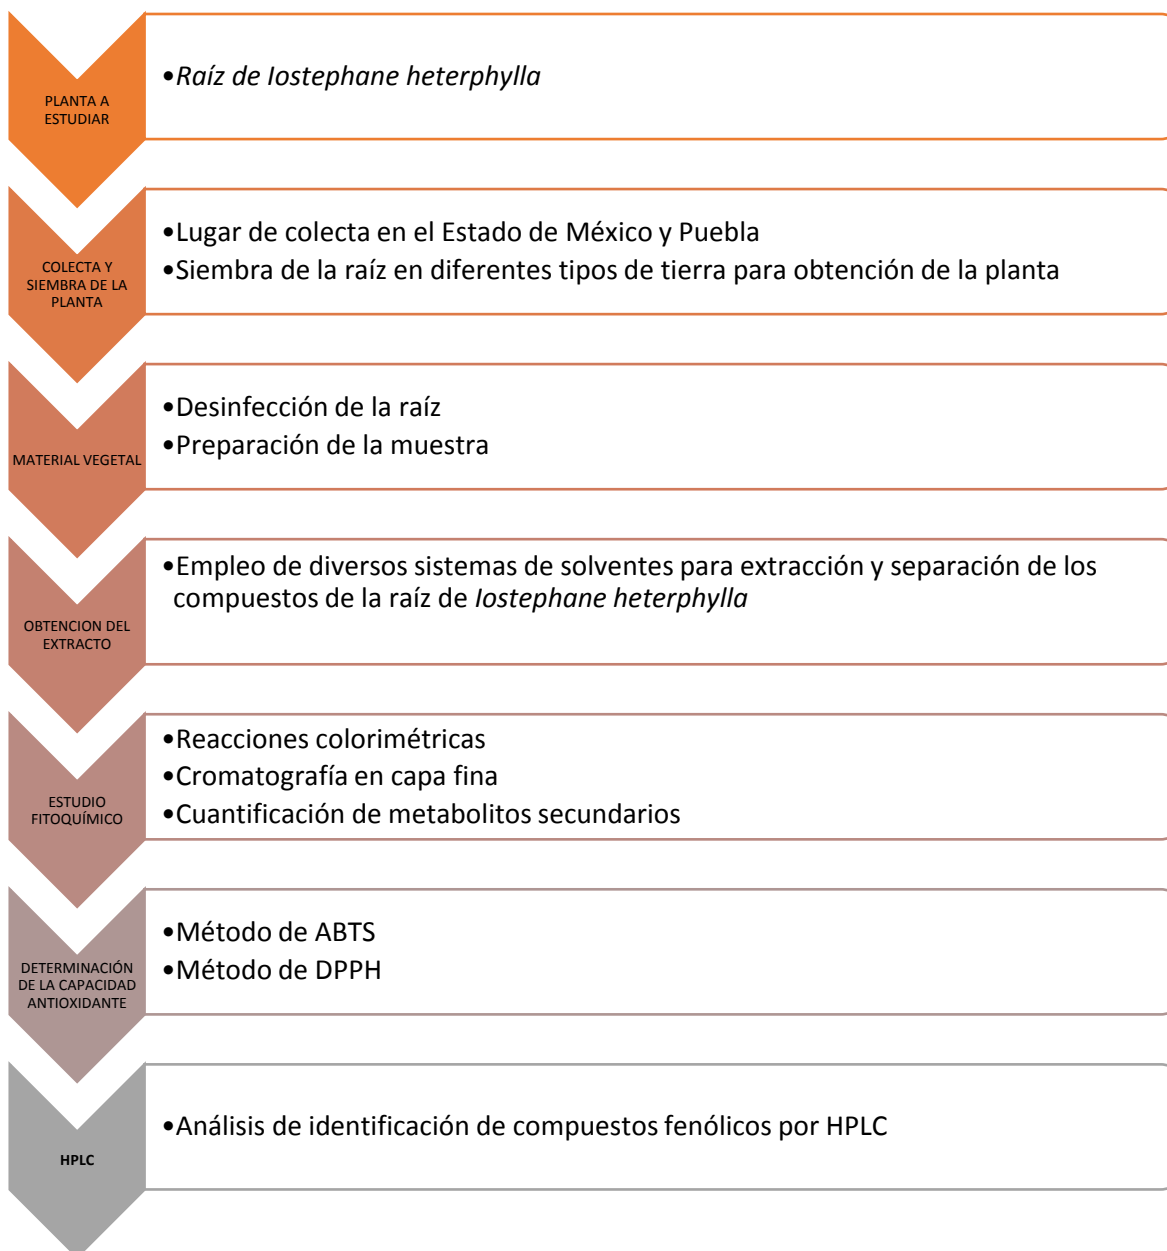 PLANTA A
ESTUDIAR
•Raíz de Iostephane heterphylla
COLECTA Y
SIEMBRA DE LA
PLANTA
•Lugar de colecta en el Estado de México y Puebla
•Siembra de la raíz en diferentes tipos de tierra para obtención de la planta
MATERIAL VEGETAL
•Desinfección de la raíz
•Preparación de la muestra
OBTENCION DEL
EXTRACTO
•Empleo de diversos sistemas de solventes para extracción y separación de los
compuestos de la raíz de Iostephane heterphylla
ESTUDIO
FITOQUÍMICO
•Reacciones colorimétricas
•Cromatografía en capa fina
•Cuantificación de metabolitos secundarios
DETERMINACIÓN
DE LA CAPACIDAD
ANTIOXIDANTE
•Método de ABTS
•Método de DPPH
HPLC
•Análisis de identificación de compuestos fenólicos por HPLC